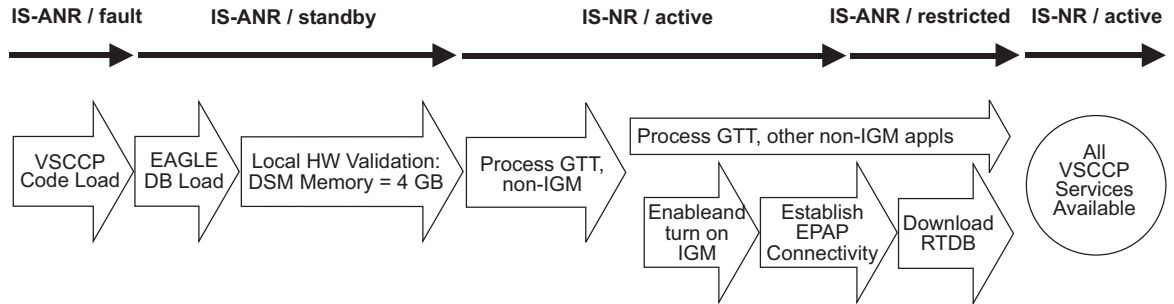 IS-ANR / fault
IS-ANR / standby
IS-NR / active
IS-ANR / restricted
IS-NR / active
VSCCP
Code Load
EAGLE
DB Load
Local HW Validation:
DSM Memory = 4 GB
Process GTT,
non-IGM
Process GTT, other non-IGM appls
Enableand
turn on
IGM
Establish
EPAP
Connectivity
Download
RTDB
All
VSCCP
Services
Available